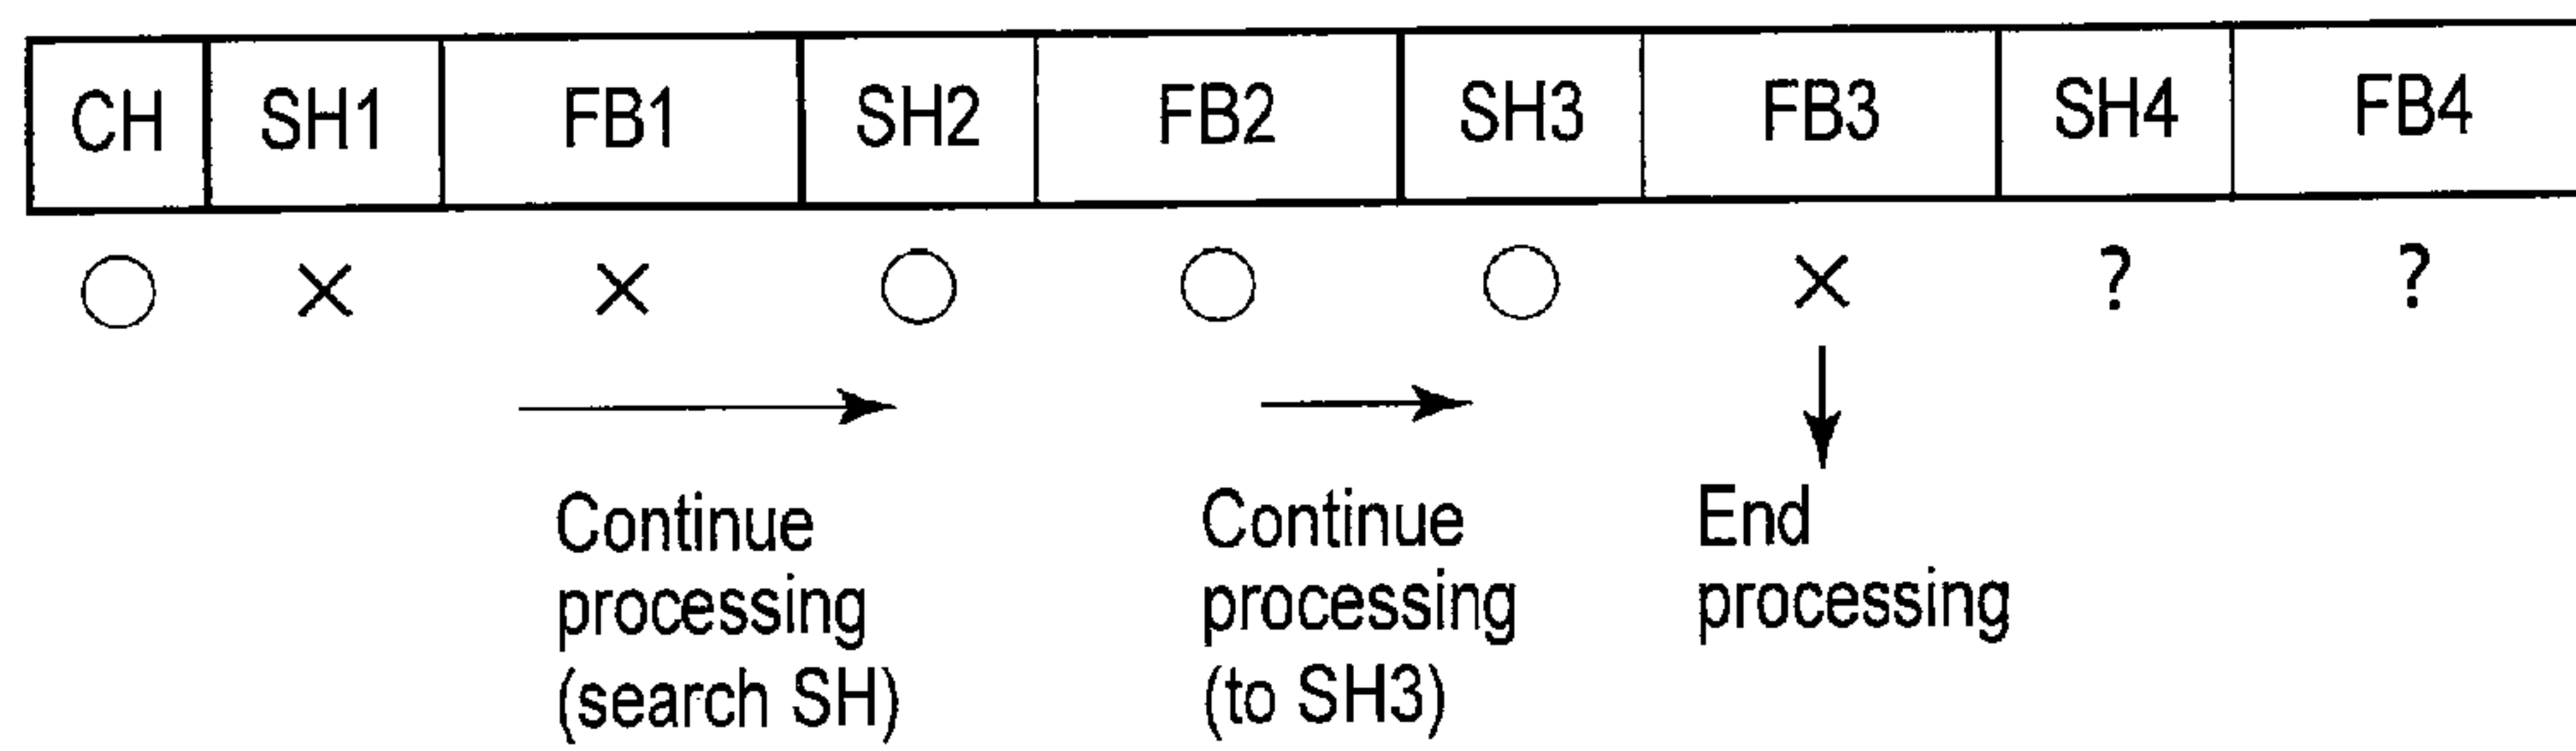 CH SH1 FB1 SH2 FB2 SH3 FB3 SH4 FB4
○ × × ○ ○ ○ × ? ?
Continue
processing
(search SH)
Continue
processing
(to SH3)
End
processing